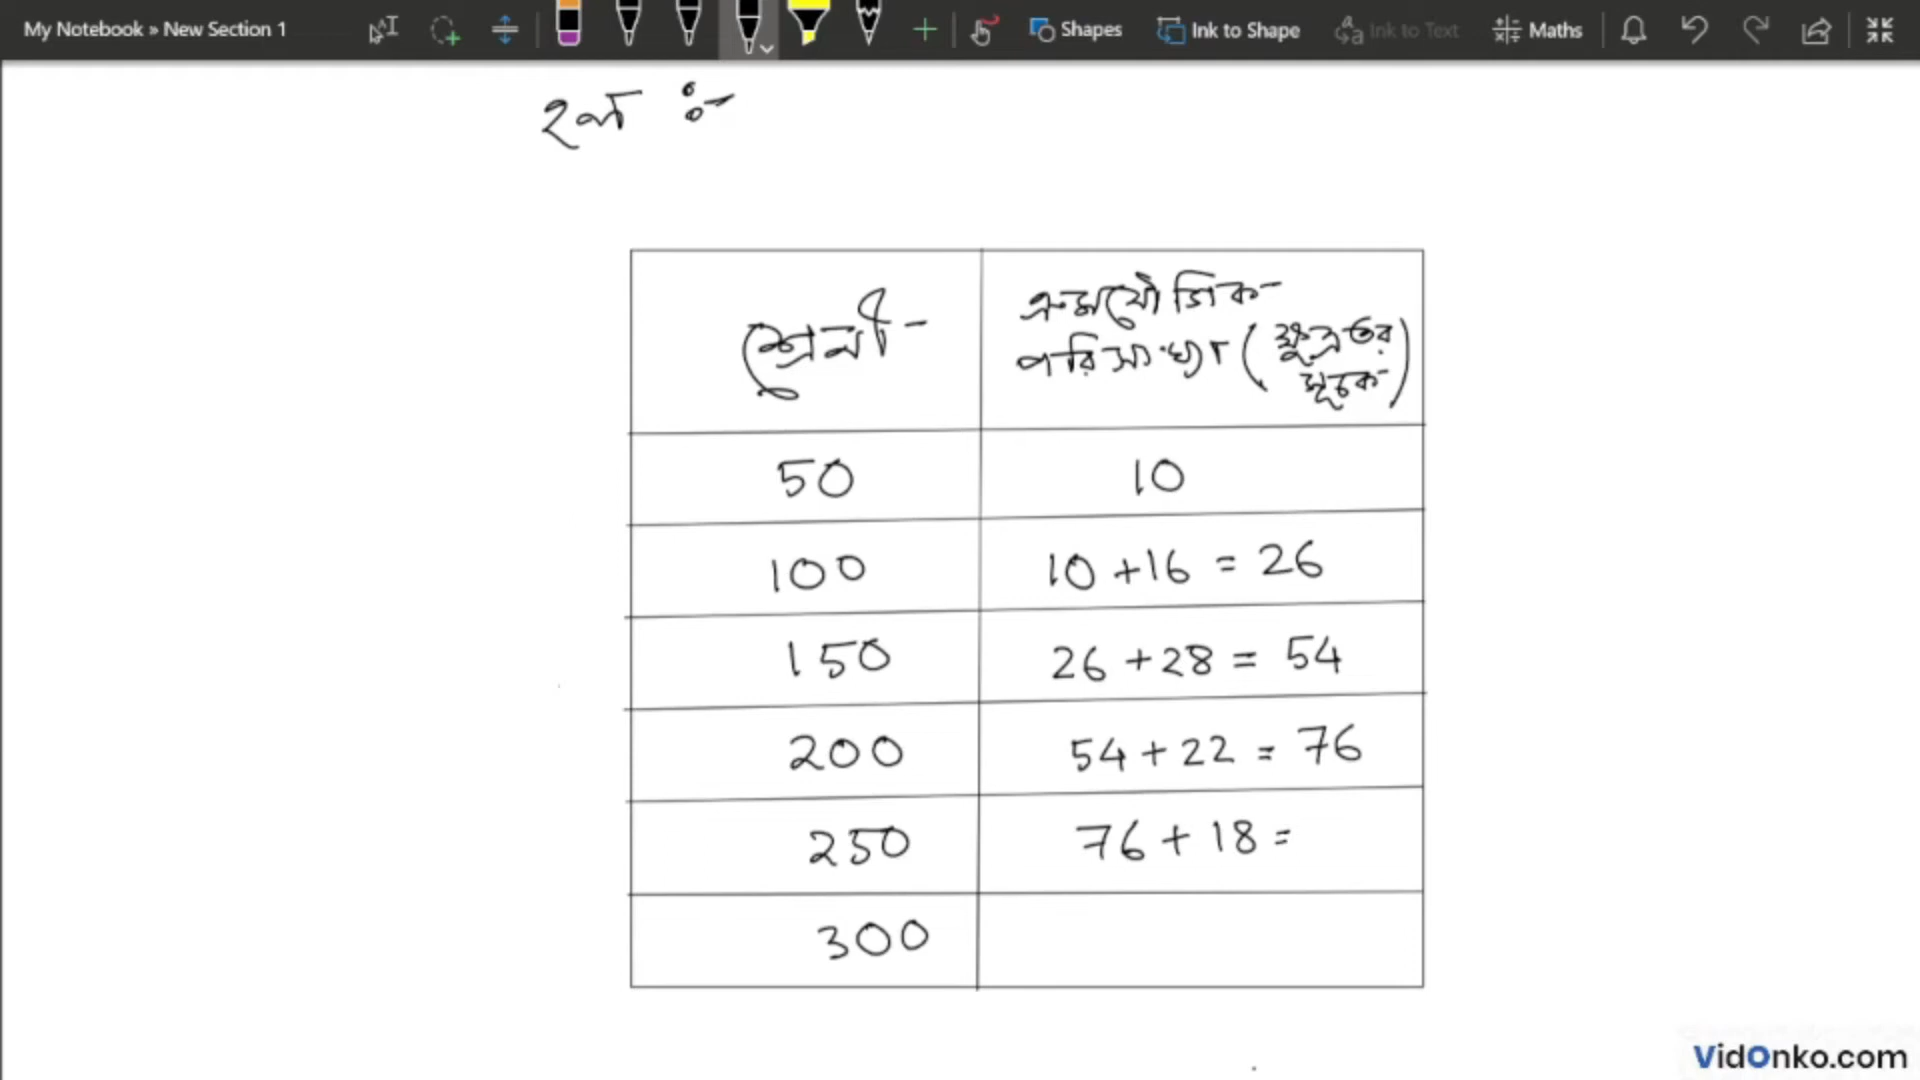 My Notebook » New Section 1
Shapes
Ink to Shape
Ink to Text
Maths
হল :-
শ্রেণী ক্রমযৌগিক
পরিসংখ্যা (ক্ষুদ্রতর
সূচক)
50 10
100 10 + 16 = 26
150 26 + 28 = 54
200 54 + 22 = 76
250 76 + 18 =
300
VidOnko.com